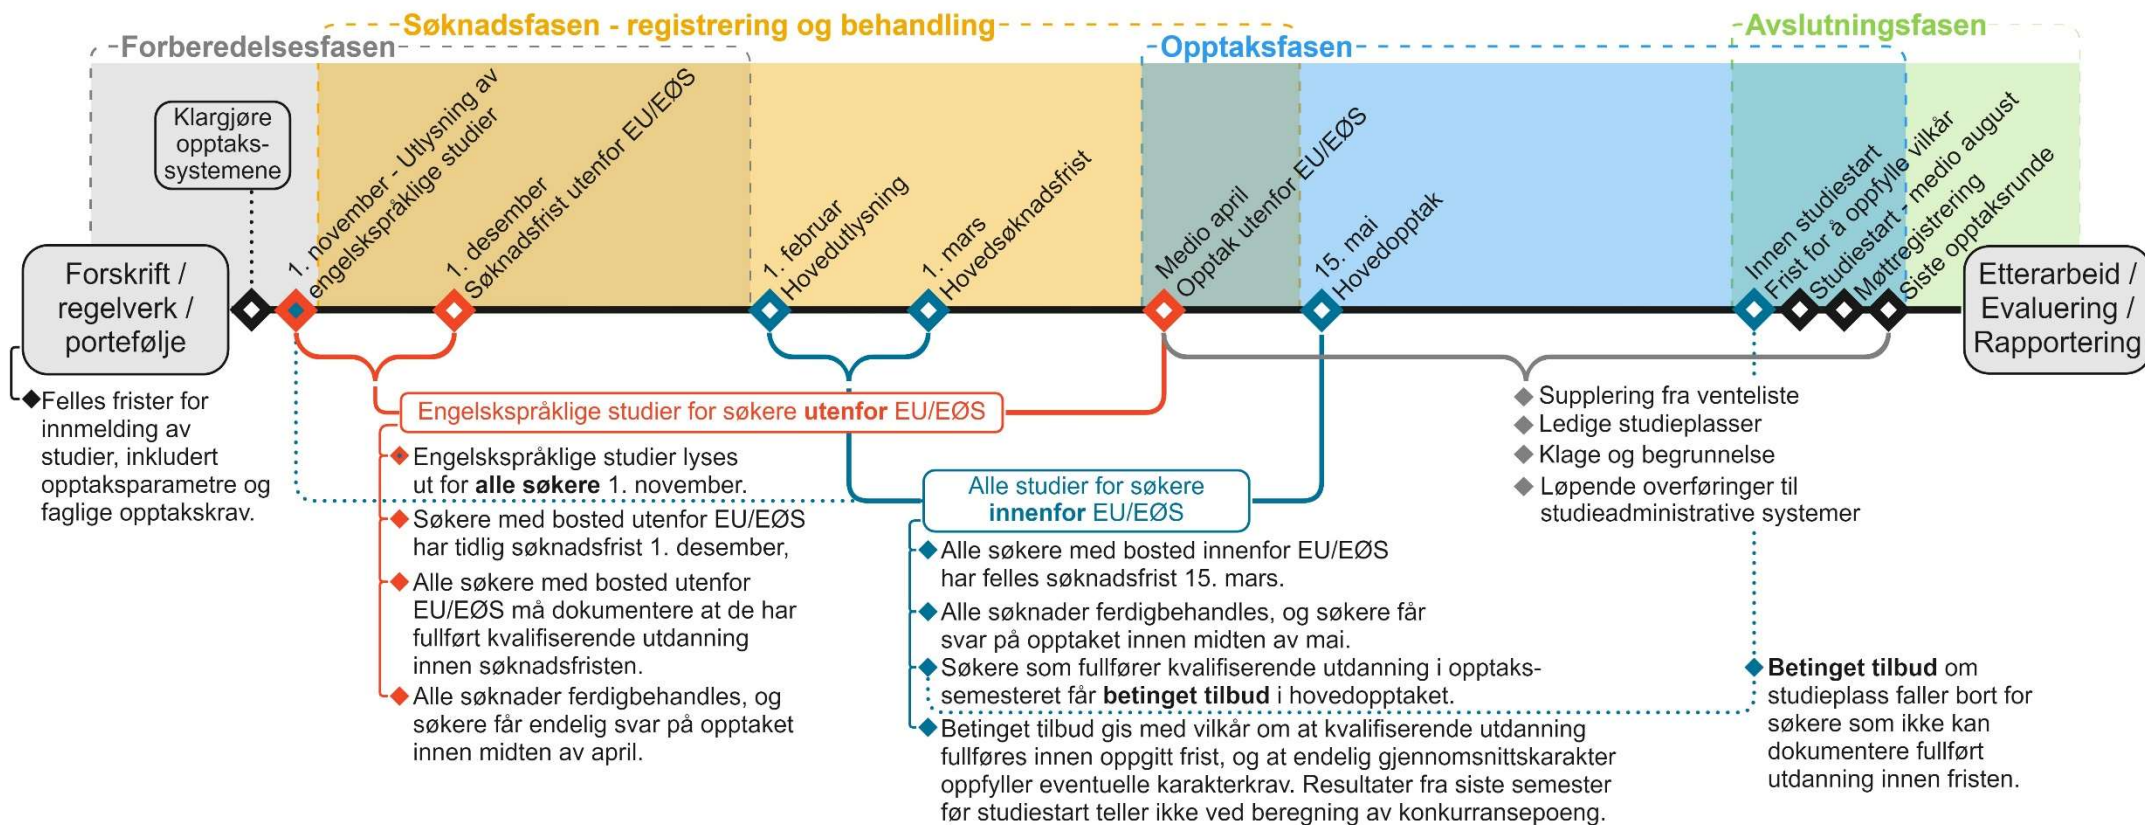 Søknadsfasen - registrering og behandling
Avslutningsfasen
Forberedelsesfasen
Opptaksfasen
Klargjøre
opptaks-
systemene
1. november - Utlysning av
engelskspråklige studier
1. desember
Søknadsfrist utenfor EU/EØS
1. februar
Hovedutlysning
1. mars
Hovedsøknadsfrist
Medio april
Opptak utenfor EU/EØS
15. mai
Hovedopptak
Innen studiestart
Frist for å oppfylle vilkår
Studiestart - medio august
Møttregistrering
Siste opptaksrunde
Forskrift /
regelverk /
portefølje
Etterarbeid /
Evaluering /
Rapportering
Felles frister for
innmelding av
studier, inkludert
opptaksparametre og
faglige opptakskrav.
Engelskspråklige studier for søkere utenfor EU/EØS
Engelskspråklige studier lyses
ut for alle søkere 1. november.
Søkere med bosted utenfor EU/EØS
har tidlig søknadsfrist 1. desember,
Alle søkere med bosted utenfor
EU/EØS må dokumentere at de har
fullført kvalifiserende utdanning
innen søknadsfristen.
Alle søknader ferdigbehandles, og
søkere får endelig svar på opptaket
innen midten av april.
Alle studier for søkere
innenfor EU/EØS
Alle søkere med bosted innenfor EU/EØS
har felles søknadsfrist 15. mars.
Alle søknader ferdigbehandles, og søkere får
svar på opptaket innen midten av mai.
Søkere som fullfører kvalifiserende utdanning i opptaks-
semesteret får betinget tilbud i hovedopptaket.
Betinget tilbud gis med vilkår om at kvalifiserende utdanning
fullføres innen oppgitt frist, og at endelig gjennomsnittskarakter
oppfyller eventuelle karakterkrav. Resultater fra siste semester
før studiestart teller ikke ved beregning av konkurransepoeng.
Supplering fra venteliste
Ledige studieplasser
Klage og begrunnelse
Løpende overføringer til
studieadministrative systemer
Betinget tilbud om
studieplass faller bort for
søkere som ikke kan
dokumentere fullført
utdanning innen fristen.